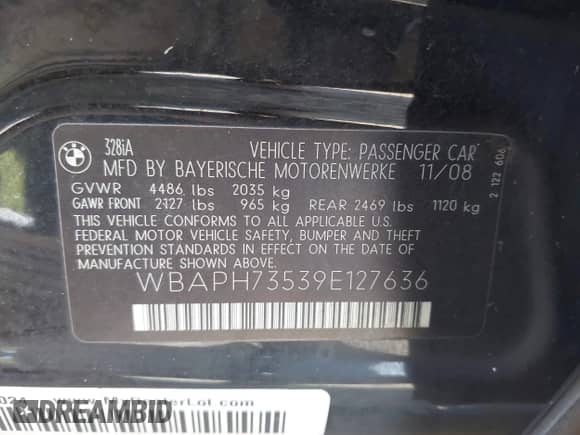 BMW
328iA
VEHICLE TYPE: PASSENGER CAR
MFD BY BAYERISCHE MOTORENWERKE 11/08
GVWR 4486 lbs 2035 kg
GAWR FRONT 2127 lbs 965 kg REAR 2469 lbs 1120 kg
THIS VEHICLE CONFORMS TO ALL APPLICABLE U.S.
FEDERAL MOTOR VEHICLE SAFETY, BUMPER AND THEFT
PREVENTION STANDARDS IN EFFECT ON THE DATE OF
MANUFACTURE SHOWN ABOVE.
WBAPH73539E127636
2 122 606
DREAMBID